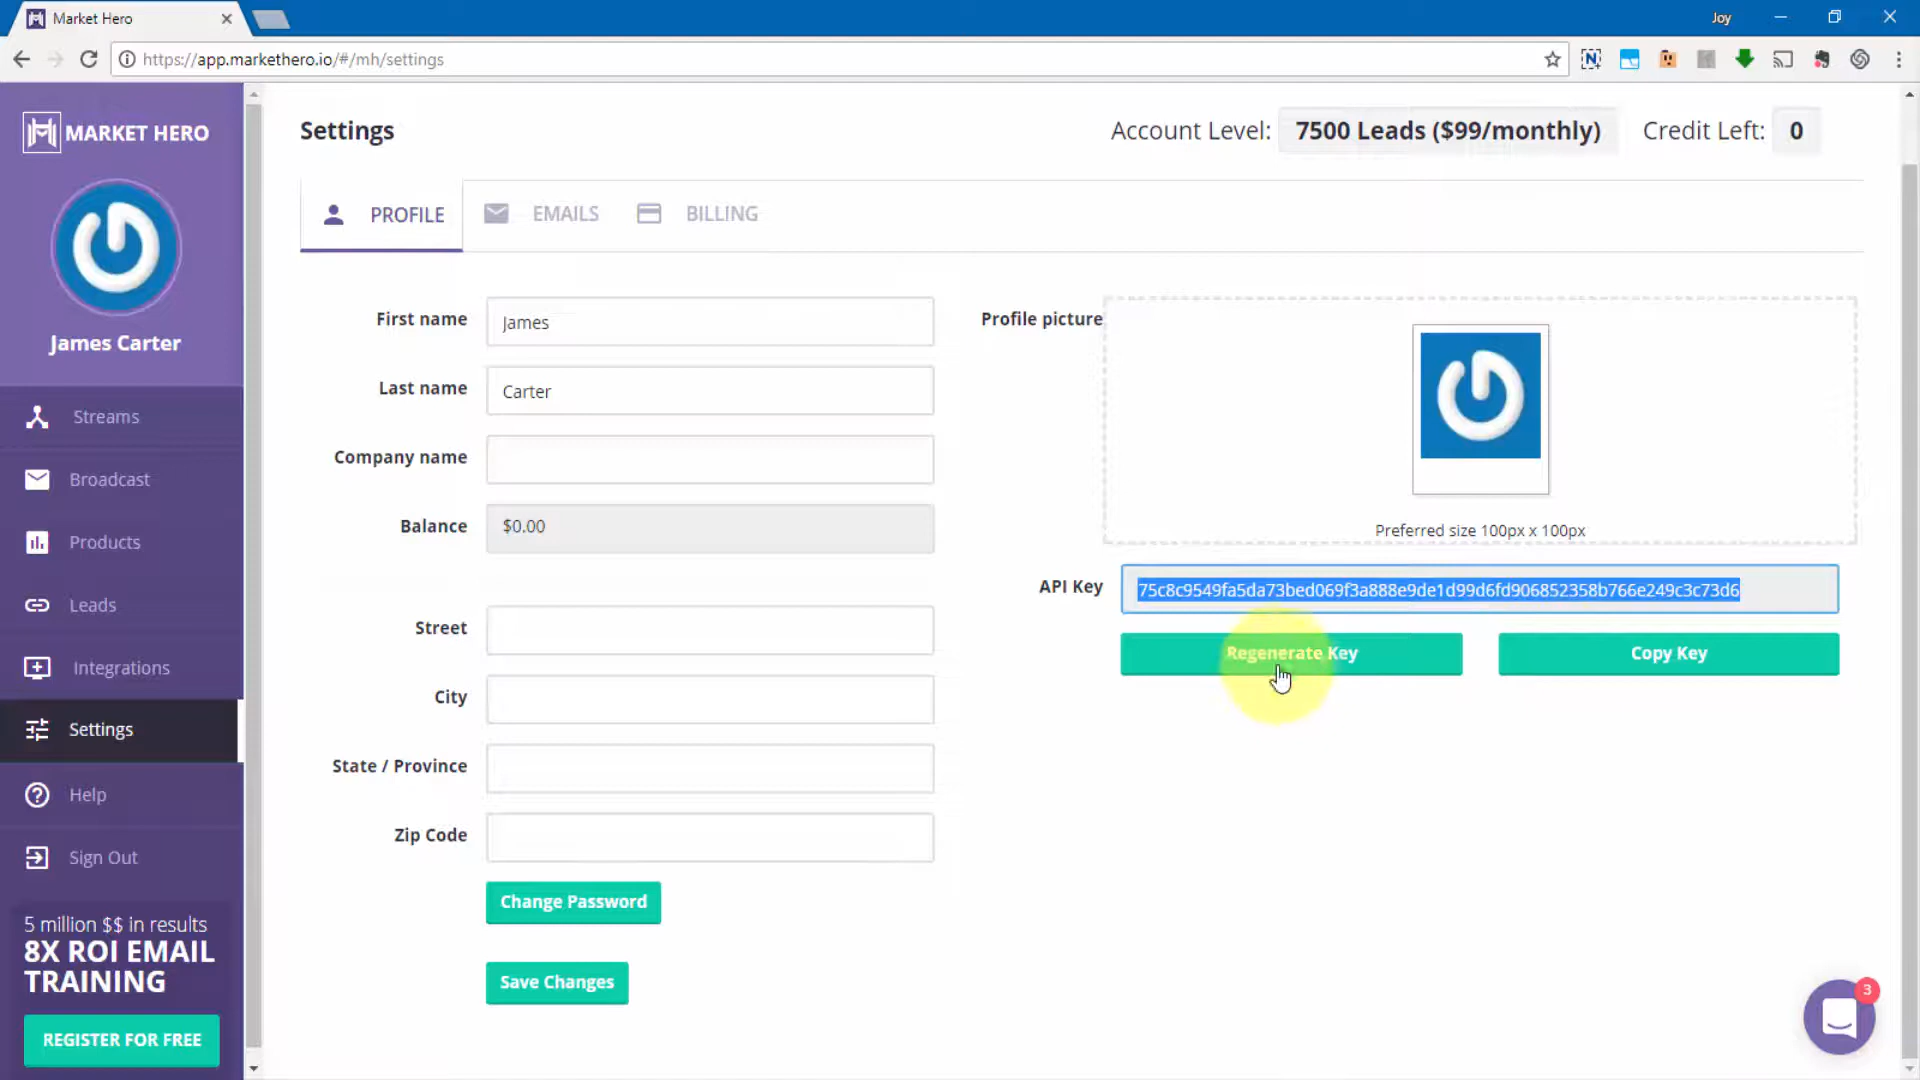 Market Hero
Joy
https://app.markethero.io/#/mh/settings
MARKET HERO
James Carter
Streams
Broadcast
Products
Leads
Integrations
Settings
Help
Sign Out
5 million $$ in results
8X ROI EMAIL
TRAINING
REGISTER FOR FREE
Settings
Account Level: 7500 Leads ($99/monthly) Credit Left: 0
PROFILE EMAILS BILLING
First name James
Last name Carter
Company name
Balance $0.00
Street
City
State / Province
Zip Code
Change Password
Save Changes
Profile picture
Preferred size 100px x 100px
API Key 75c8c9549fa5da73bed069f3a888e9de1d99d6fd906852358b766e249c3c73d6
Regenerate Key Copy Key
3